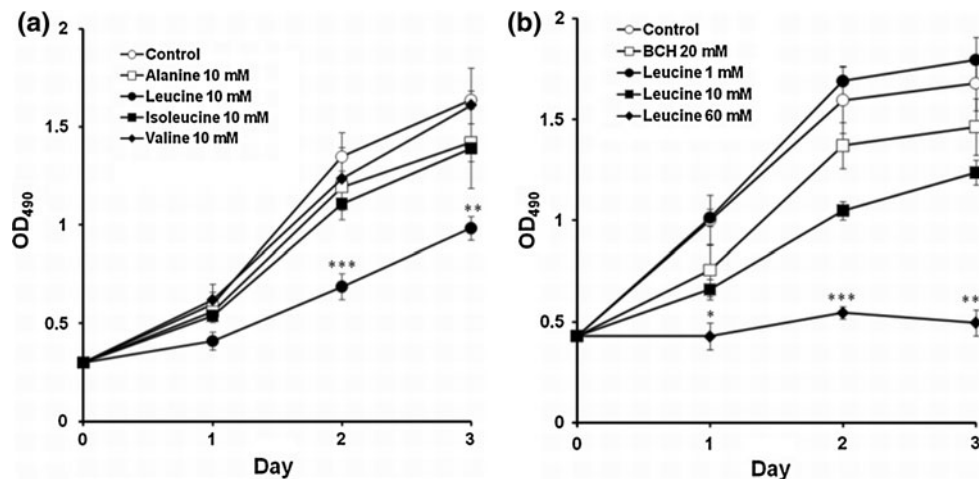 (a)
2
1.5
1
0.5
0
OD490
Control
Alanine 10 mM
Leucine 10 mM
Isoleucine 10 mM
Valine 10 mM
***
**
0 1 2 3
Day
(b)
2
1.5
1
0.5
0
OD490
Control
BCH 20 mM
Leucine 1 mM
Leucine 10 mM
Leucine 60 mM
*
***
**
0 1 2 3
Day